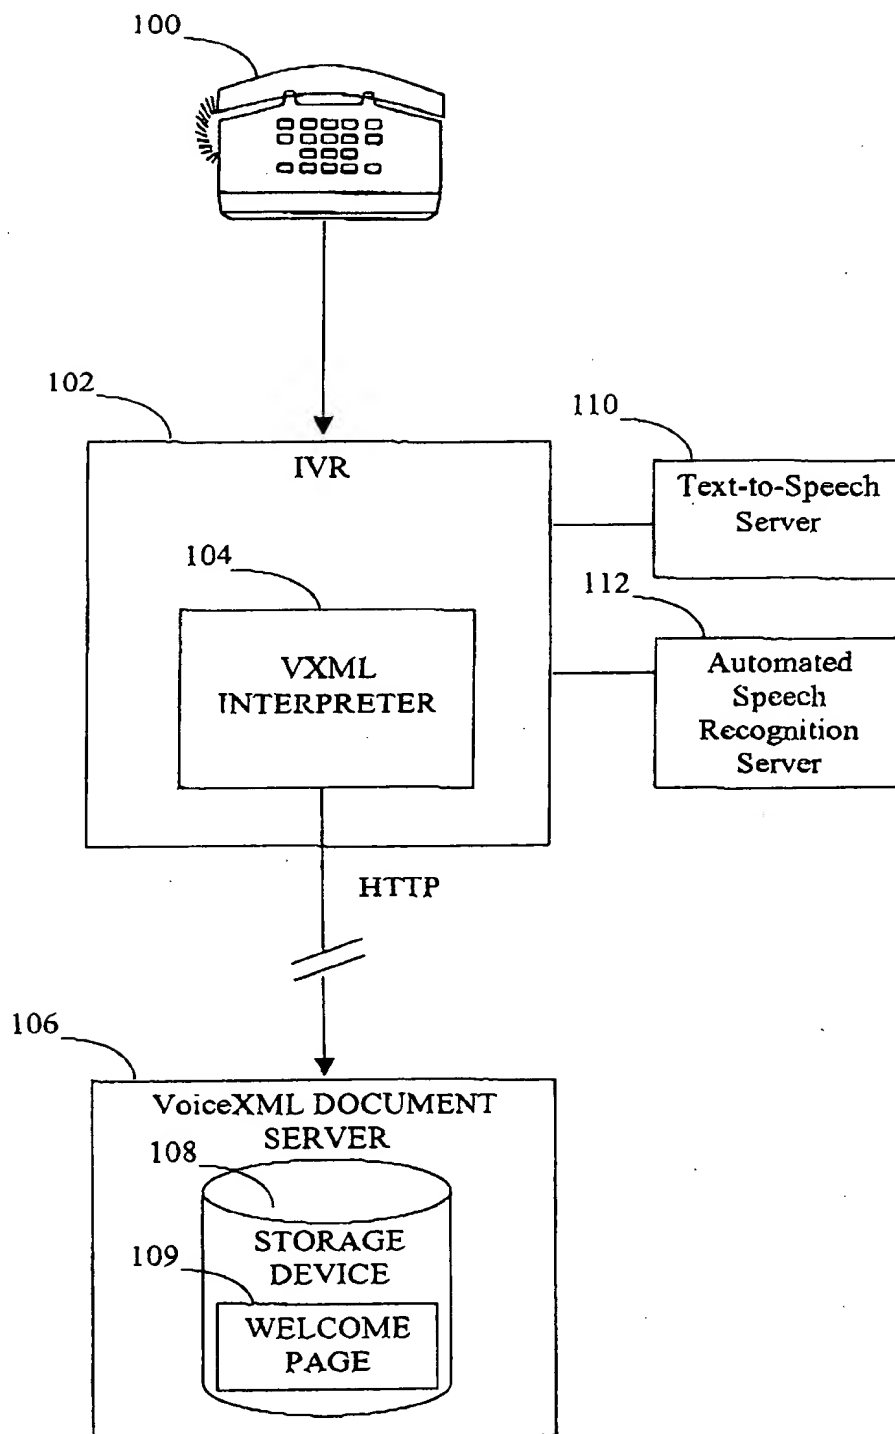 100
102
IVR
110
Text-to-Speech
Server
104
VXML
INTERPRETER
112
Automated
Speech
Recognition
Server
HTTP
106
VoiceXML DOCUMENT
SERVER
108
STORAGE
DEVICE
109
WELCOME
PAGE